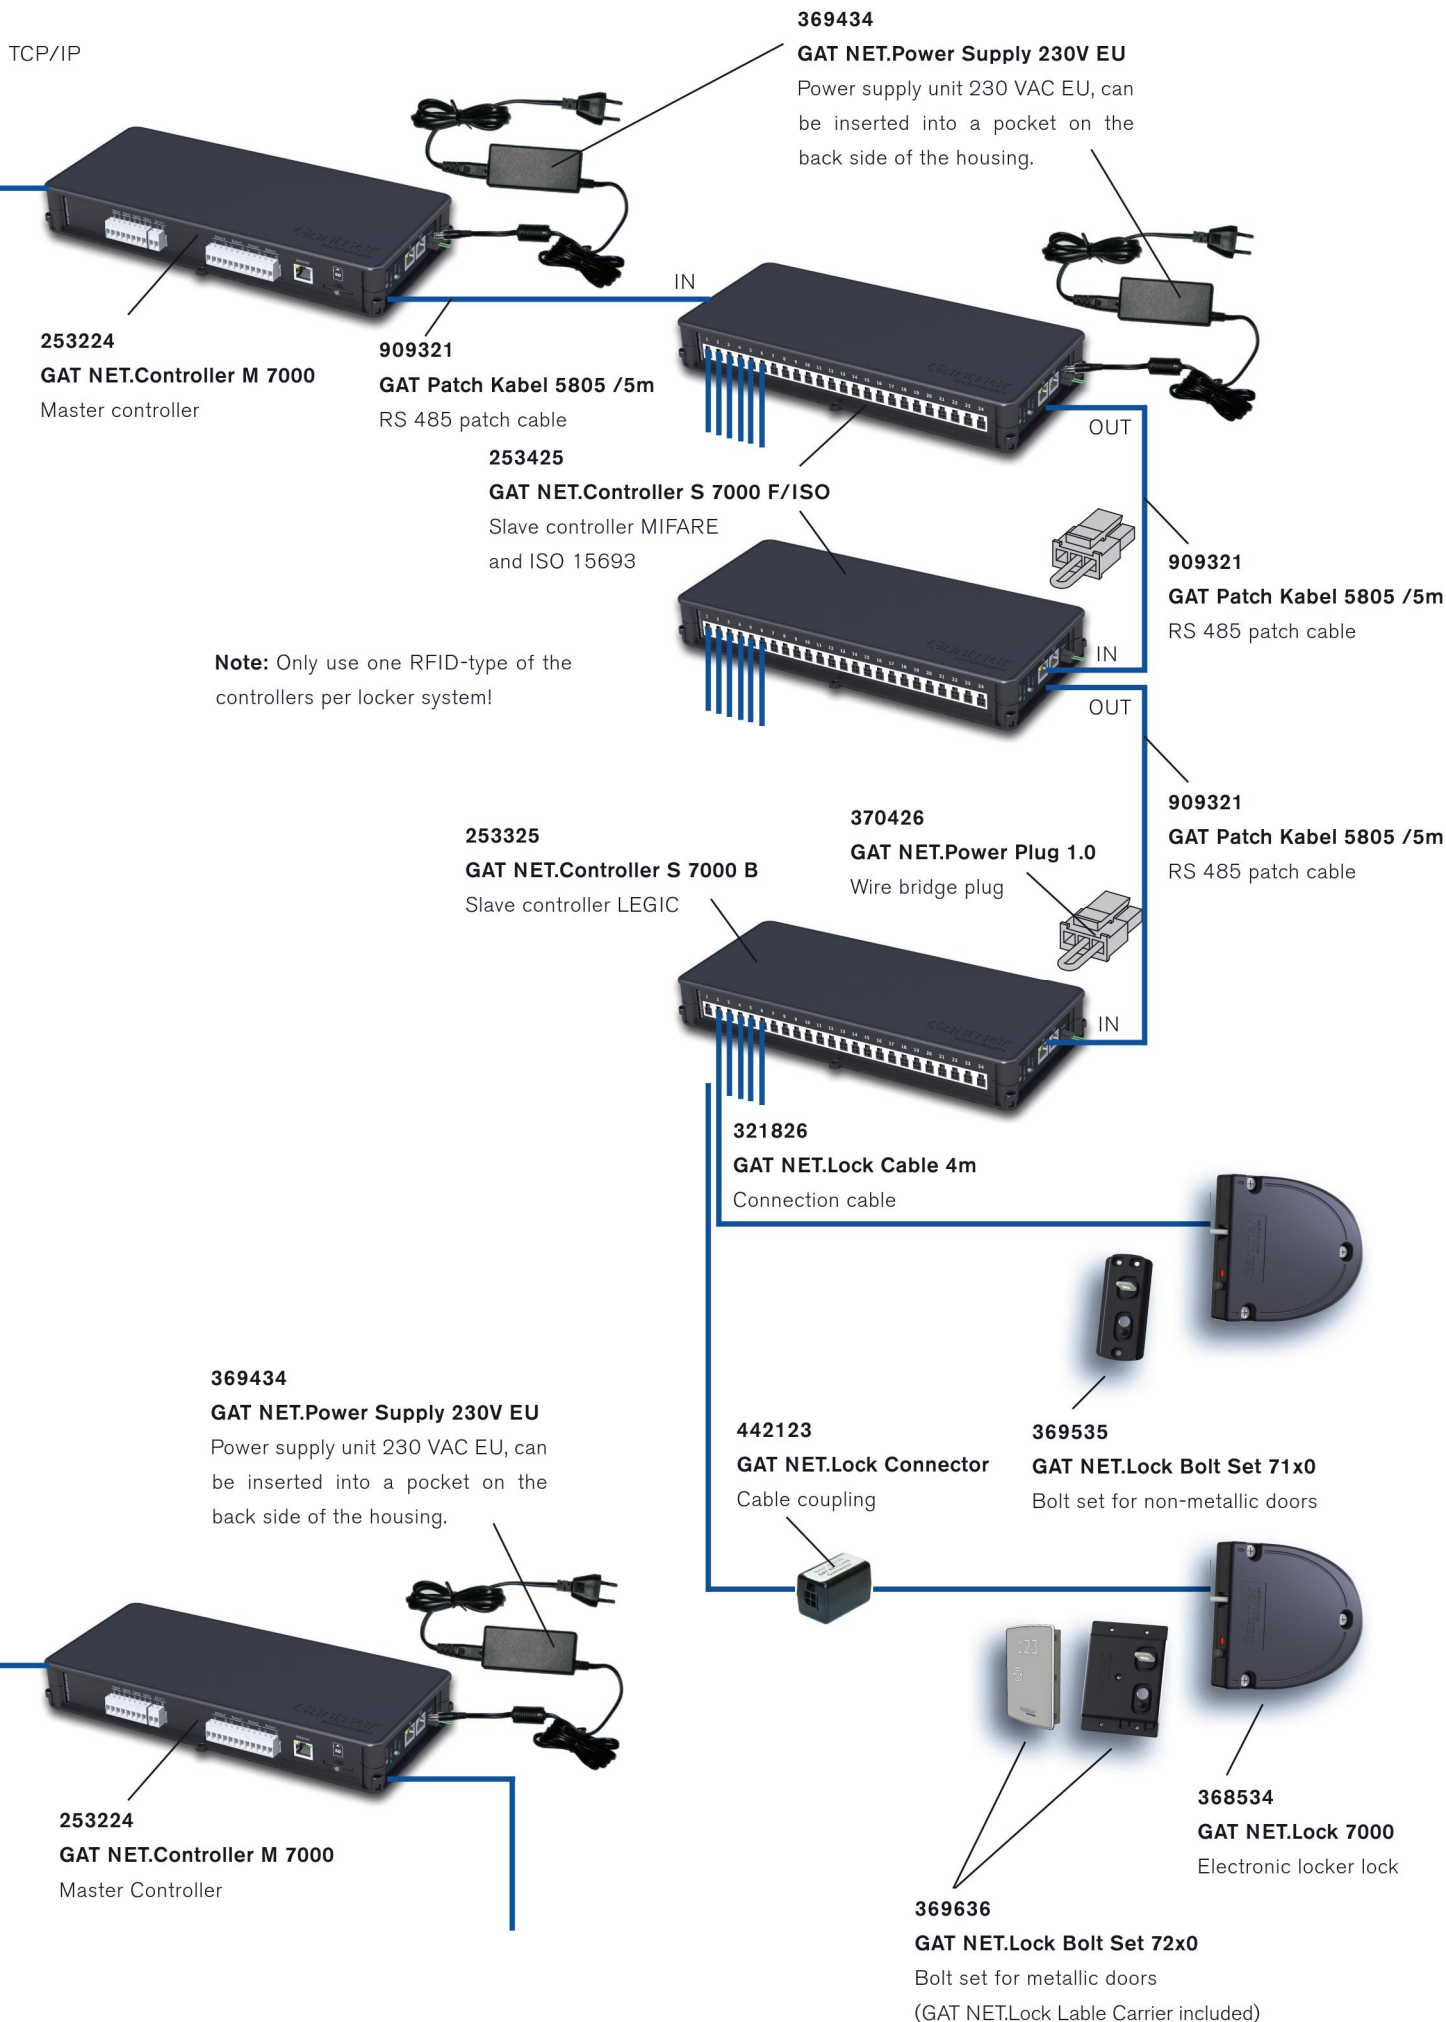 TCP/IP
369434
GAT NET.Power Supply 230V EU
Power supply unit 230 VAC EU, can
be inserted into a pocket on the
back side of the housing.
IN
253224
GAT NET.Controller M 7000
Master controller
909321
GAT Patch Kabel 5805 /5m
RS 485 patch cable
OUT
253425
GAT NET.Controller S 7000 F/ISO
Slave controller MIFARE
and ISO 15693
909321
GAT Patch Kabel 5805 /5m
RS 485 patch cable
Note: Only use one RFID-type of the
controllers per locker system!
IN
OUT
909321
GAT Patch Kabel 5805 /5m
RS 485 patch cable
370426
GAT NET.Power Plug 1.0
Wire bridge plug
253325
GAT NET.Controller S 7000 B
Slave controller LEGIC
IN
321826
GAT NET.Lock Cable 4m
Connection cable
369434
GAT NET.Power Supply 230V EU
Power supply unit 230 VAC EU, can
be inserted into a pocket on the
back side of the housing.
442123
GAT NET.Lock Connector
Cable coupling
369535
GAT NET.Lock Bolt Set 71x0
Bolt set for non-metallic doors
123
253224
GAT NET.Controller M 7000
Master Controller
368534
GAT NET.Lock 7000
Electronic locker lock
369636
GAT NET.Lock Bolt Set 72x0
Bolt set for metallic doors
(GAT NET.Lock Lable Carrier included)